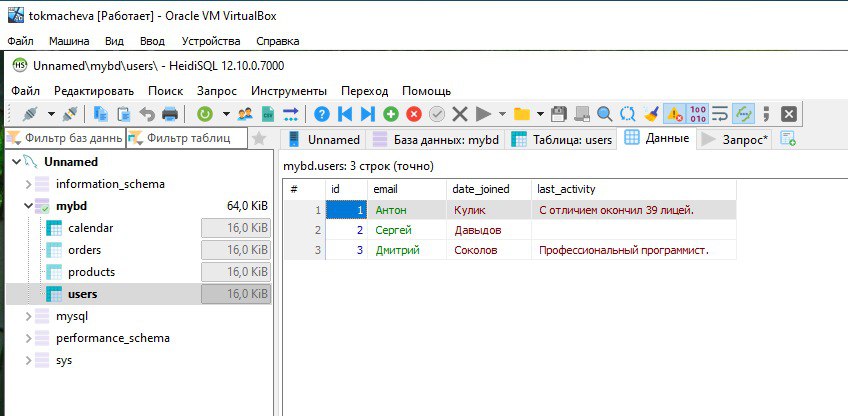 tokmacheva [Работает] - Oracle VM VirtualBox
Файл Машина Вид Ввод Устройства Справка
HS Unnamed\mybd\users\ - HeidiSQL 12.10.0.7000
Файл Редактировать Поиск Запрос Инструменты Переход Помощь
Фильтр баз данн Фильтр таблиц Unnamed База данных: mybd Таблица: users Данные Запрос*
Unnamed
information_schema
mybd 64,0 KiB
calendar 16,0 KiB
orders 16,0 KiB
products 16,0 KiB
users 16,0 KiB
mysql
performance_schema
sys
mybd.users: 3 строк (точно)
# id email date_joined last_activity
1 1 Антон Кулик С отличием окончил 39 лицей.
2 2 Сергей Давыдов
3 3 Дмитрий Соколов Профессиональный программист.